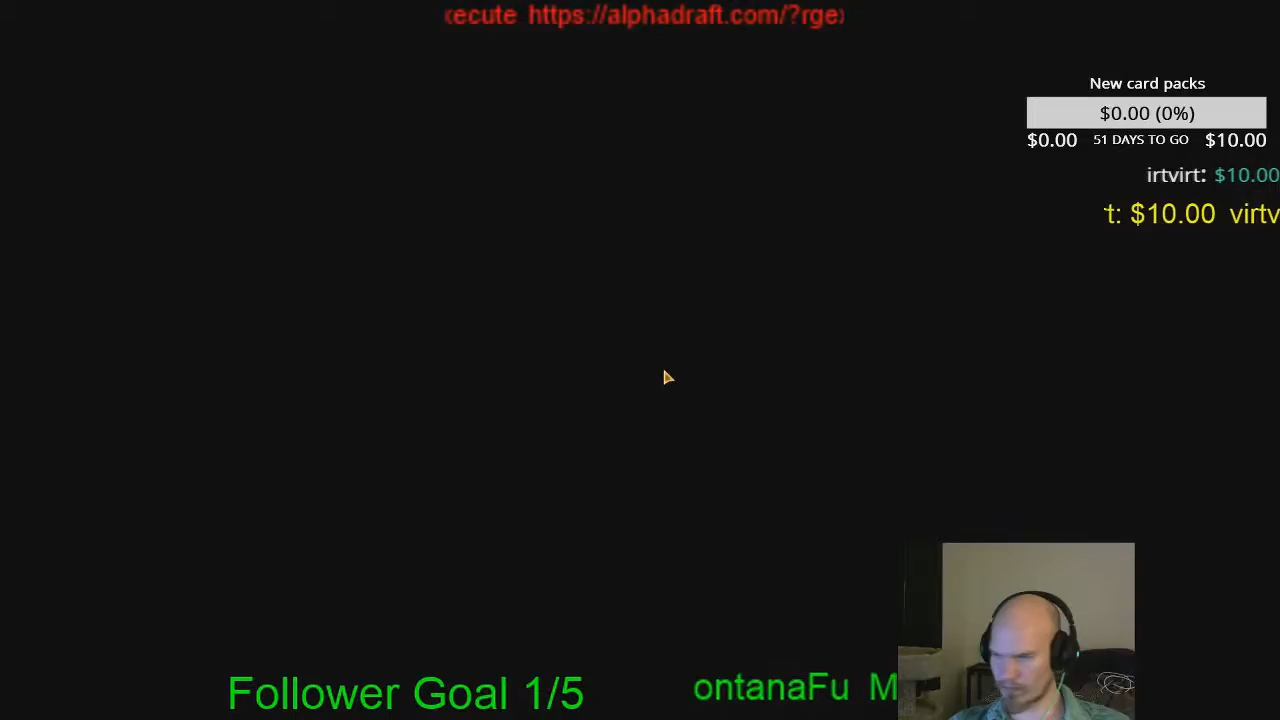 xecute https://alphadraft.com/?rge
New card packs
$0.00 (0%)
$0.00 51 DAYS TO GO $10.00
irtvirt: $10.00
t: $10.00 virtv
Follower Goal 1/5
ontanaFu M